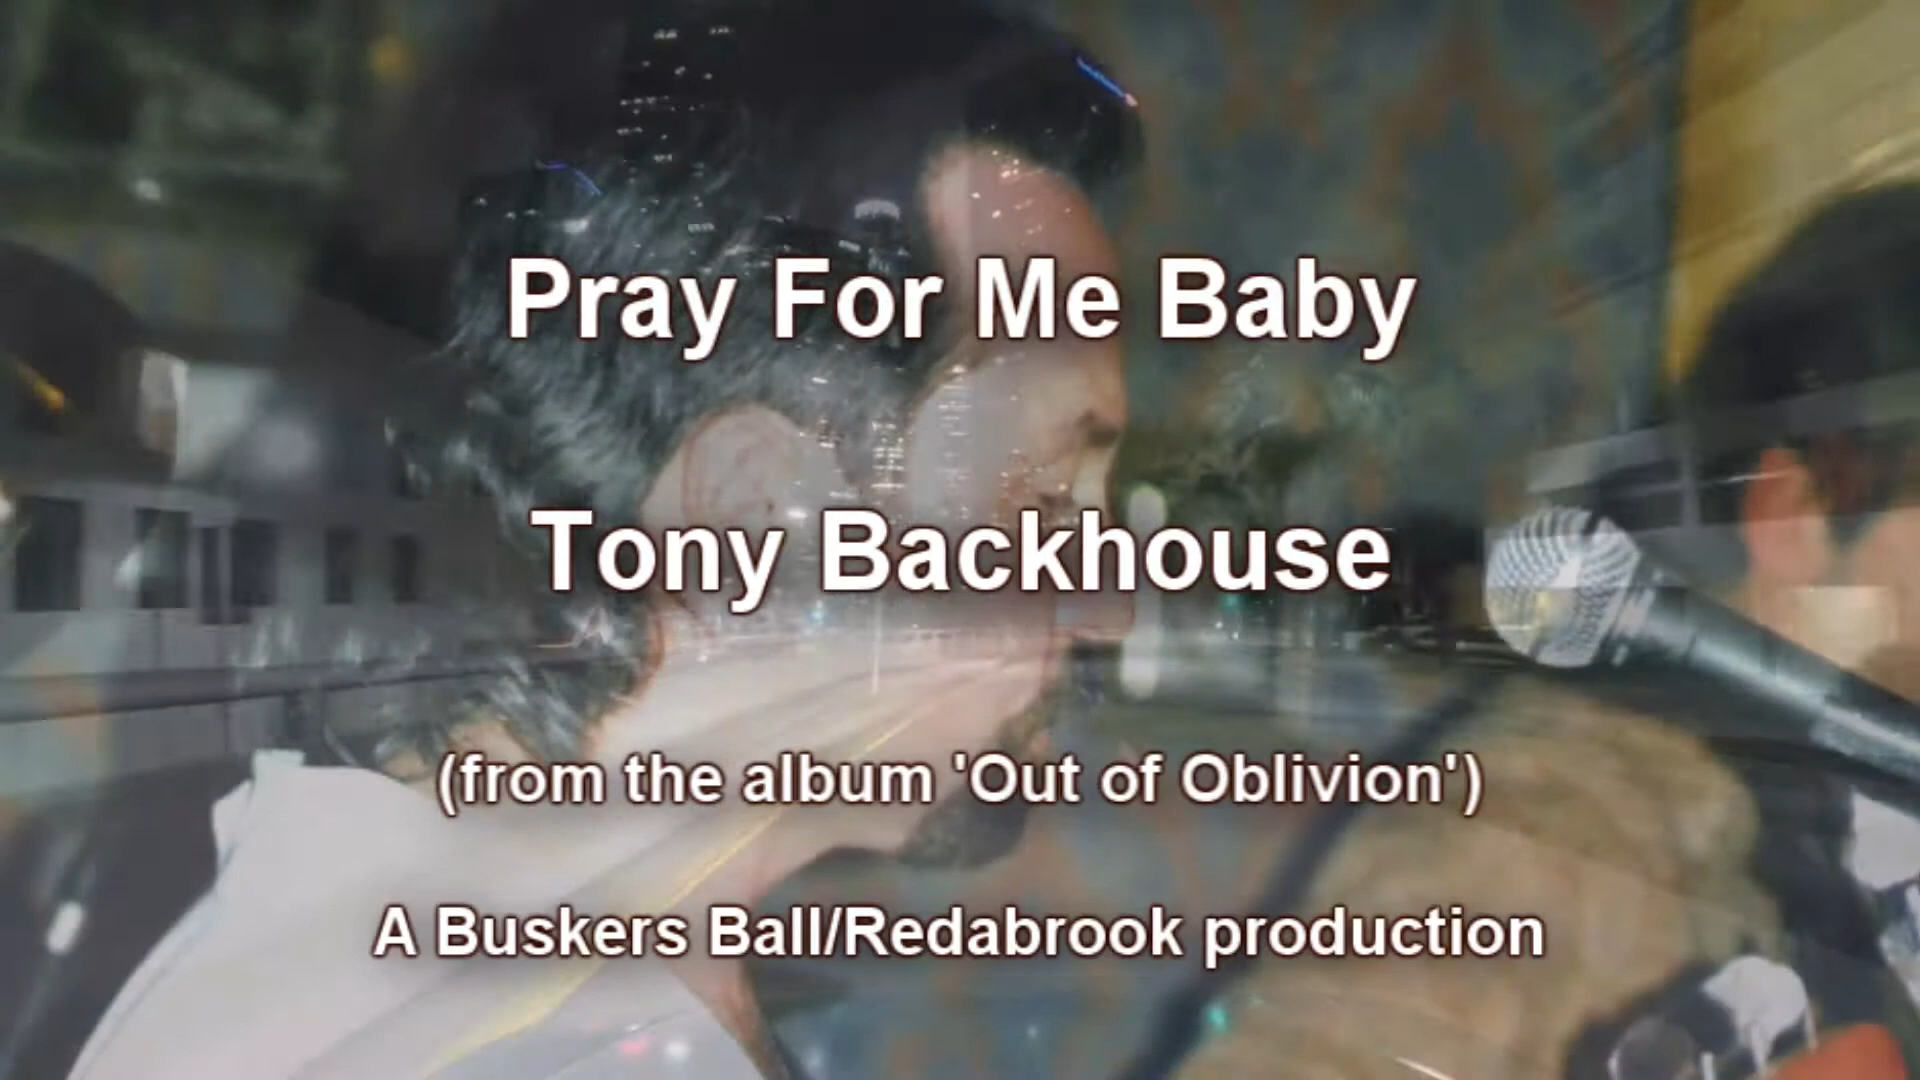 Pray For Me Baby
Tony Backhouse
(from the album 'Out of Oblivion')
A Buskers Ball/Redabrook production